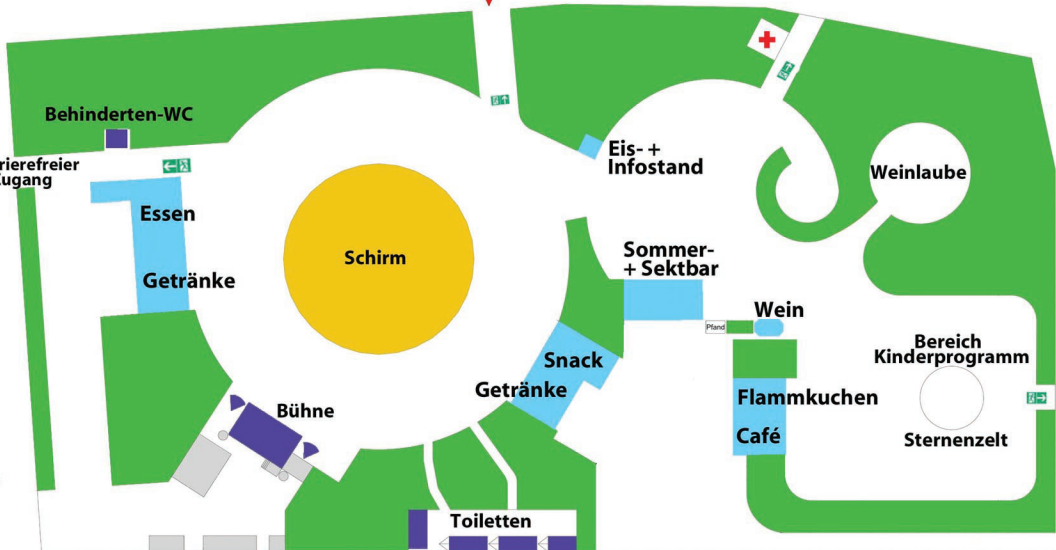 Behinderten-WC
rierefreier
Zugang
Essen
Getränke
Schirm
Eis- +
Infostand
Weinlaube
Sommer-
+ Sektbar
Pfand
Wein
Bereich
Kinderprogramm
Sternenzelt
Snack
Getränke
Flammkuchen
Café
Bühne
Toiletten